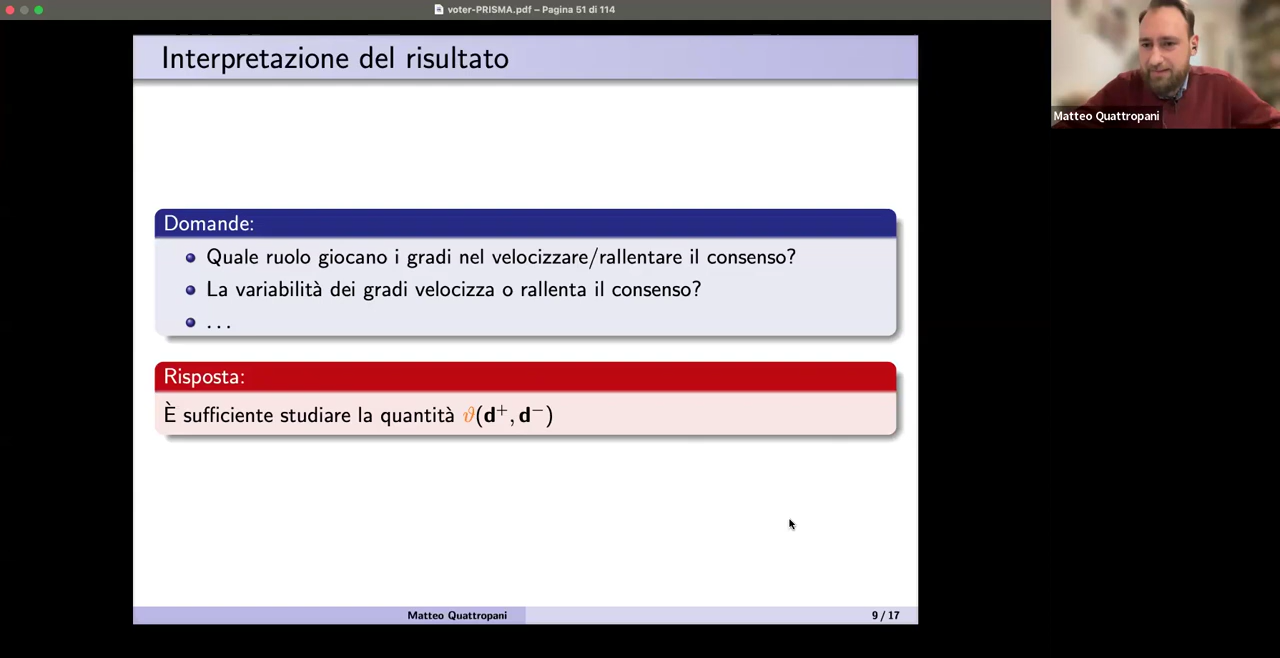 voter-PRISMA.pdf – Pagina 51 di 114
Interpretazione del risultato
Matteo Quattropani
Domande:
Quale ruolo giocano i gradi nel velocizzare/rallentare il consenso?
La variabilità dei gradi velocizza o rallenta il consenso?
. . .
Risposta:
È sufficiente studiare la quantità ϑ(d⁺, d⁻)
Matteo Quattropani
9 / 17